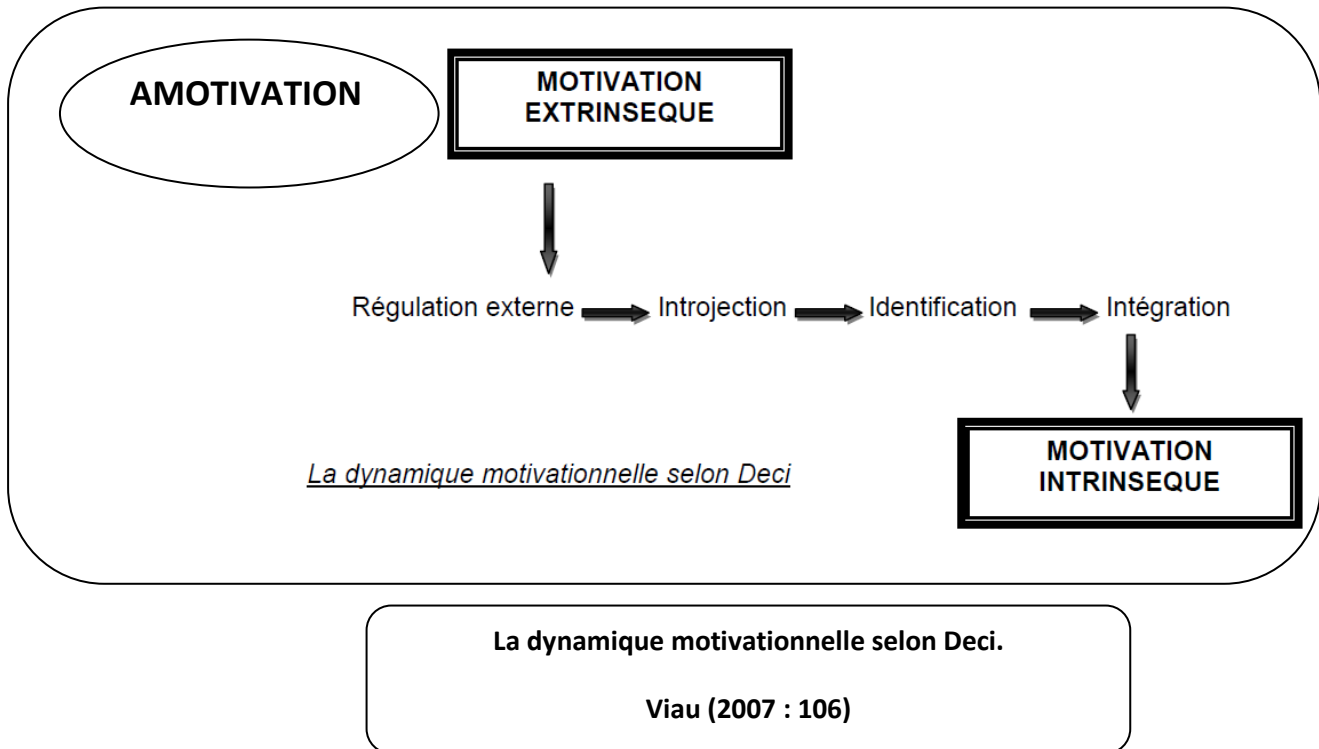 AMOTIVATION
MOTIVATION
EXTRINSEQUE
Régulation externe Introjection Identification Intégration
MOTIVATION
INTRINSEQUE
La dynamique motivationnelle selon Deci
La dynamique motivationnelle selon Deci.
Viau (2007 : 106)